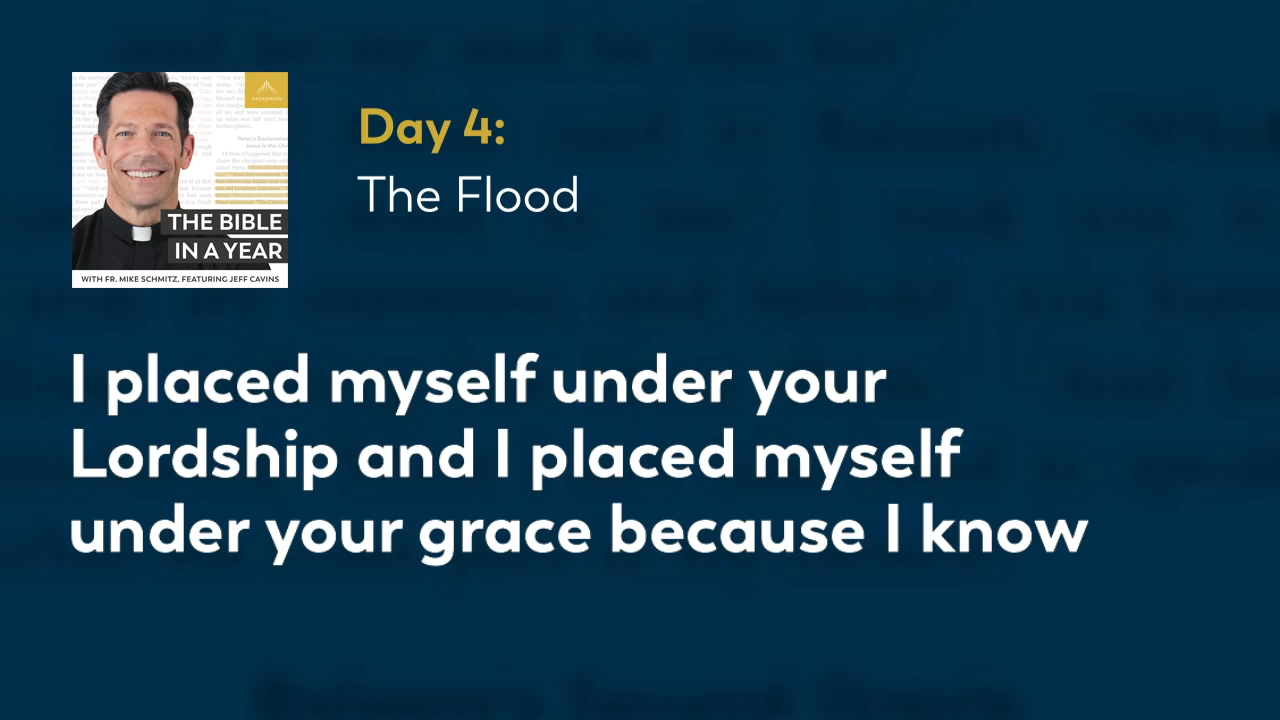 ASCENSION
THE BIBLE
IN A YEAR
WITH FR. MIKE SCHMITZ, FEATURING JEFF CAVINS
Day 4:
The Flood
I placed myself under your
Lordship and I placed myself
under your grace because I know